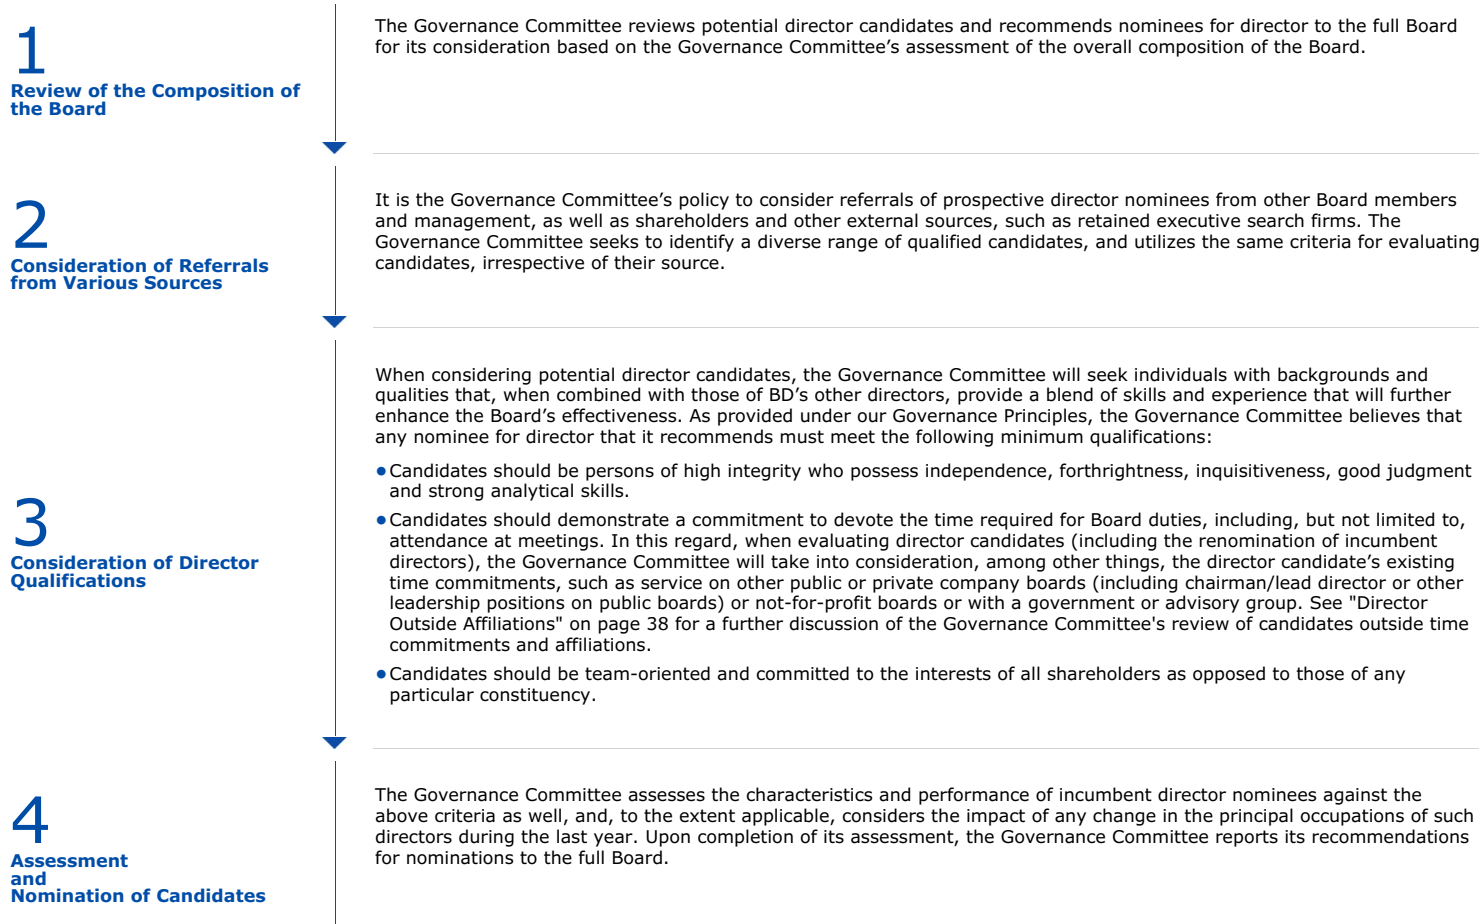 1
Review of the Composition of
the Board
The Governance Committee reviews potential director candidates and recommends nominees for director to the full Board
for its consideration based on the Governance Committee’s assessment of the overall composition of the Board.
2
Consideration of Referrals
from Various Sources
It is the Governance Committee’s policy to consider referrals of prospective director nominees from other Board members
and management, as well as shareholders and other external sources, such as retained executive search firms. The
Governance Committee seeks to identify a diverse range of qualified candidates, and utilizes the same criteria for evaluating
candidates, irrespective of their source.
3
Consideration of Director
Qualifications
When considering potential director candidates, the Governance Committee will seek individuals with backgrounds and
qualities that, when combined with those of BD’s other directors, provide a blend of skills and experience that will further
enhance the Board’s effectiveness. As provided under our Governance Principles, the Governance Committee believes that
any nominee for director that it recommends must meet the following minimum qualifications:
•Candidates should be persons of high integrity who possess independence, forthrightness, inquisitiveness, good judgment
and strong analytical skills.
•Candidates should demonstrate a commitment to devote the time required for Board duties, including, but not limited to,
attendance at meetings. In this regard, when evaluating director candidates (including the renomination of incumbent
directors), the Governance Committee will take into consideration, among other things, the director candidate’s existing
time commitments, such as service on other public or private company boards (including chairman/lead director or other
leadership positions on public boards) or not-for-profit boards or with a government or advisory group. See "Director
Outside Affiliations" on page 38 for a further discussion of the Governance Committee's review of candidates outside time
commitments and affiliations.
•Candidates should be team-oriented and committed to the interests of all shareholders as opposed to those of any
particular constituency.
4
Assessment
and
Nomination of Candidates
The Governance Committee assesses the characteristics and performance of incumbent director nominees against the
above criteria as well, and, to the extent applicable, considers the impact of any change in the principal occupations of such
directors during the last year. Upon completion of its assessment, the Governance Committee reports its recommendations
for nominations to the full Board.